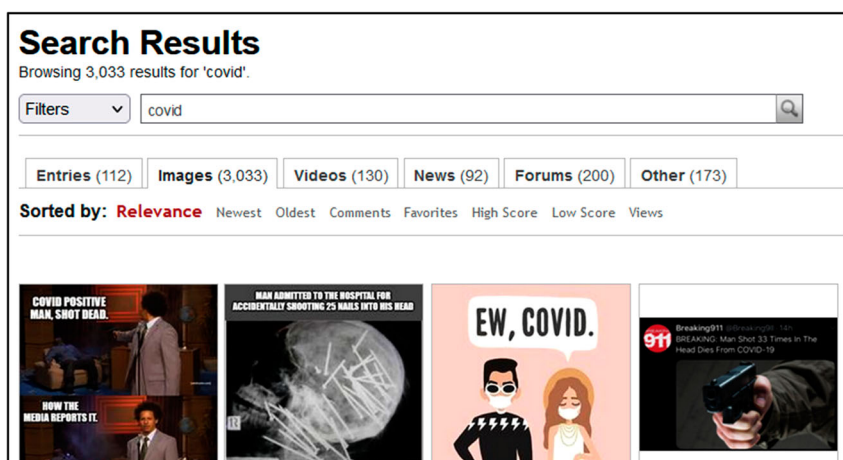 Search Results
Browsing 3,033 results for 'covid'.
Filters
covid
Entries (112) Images (3,033) Videos (130) News (92) Forums (200) Other (173)
Sorted by: Relevance Newest Oldest Comments Favorites High Score Low Score Views
COVID POSITIVE
MAN, SHOT DEAD.
HOW THE
MEDIA REPORTS IT.
MAN ADMITTED TO THE HOSPITAL FOR
ACCIDENTALLY SHOOTING 25 NAILS INTO HIS HEAD
R
EW, COVID.
911
Breaking911 @Breaking911 · 14h
BREAKING: Man Shot 33 Times In The
Head Dies From COVID-19